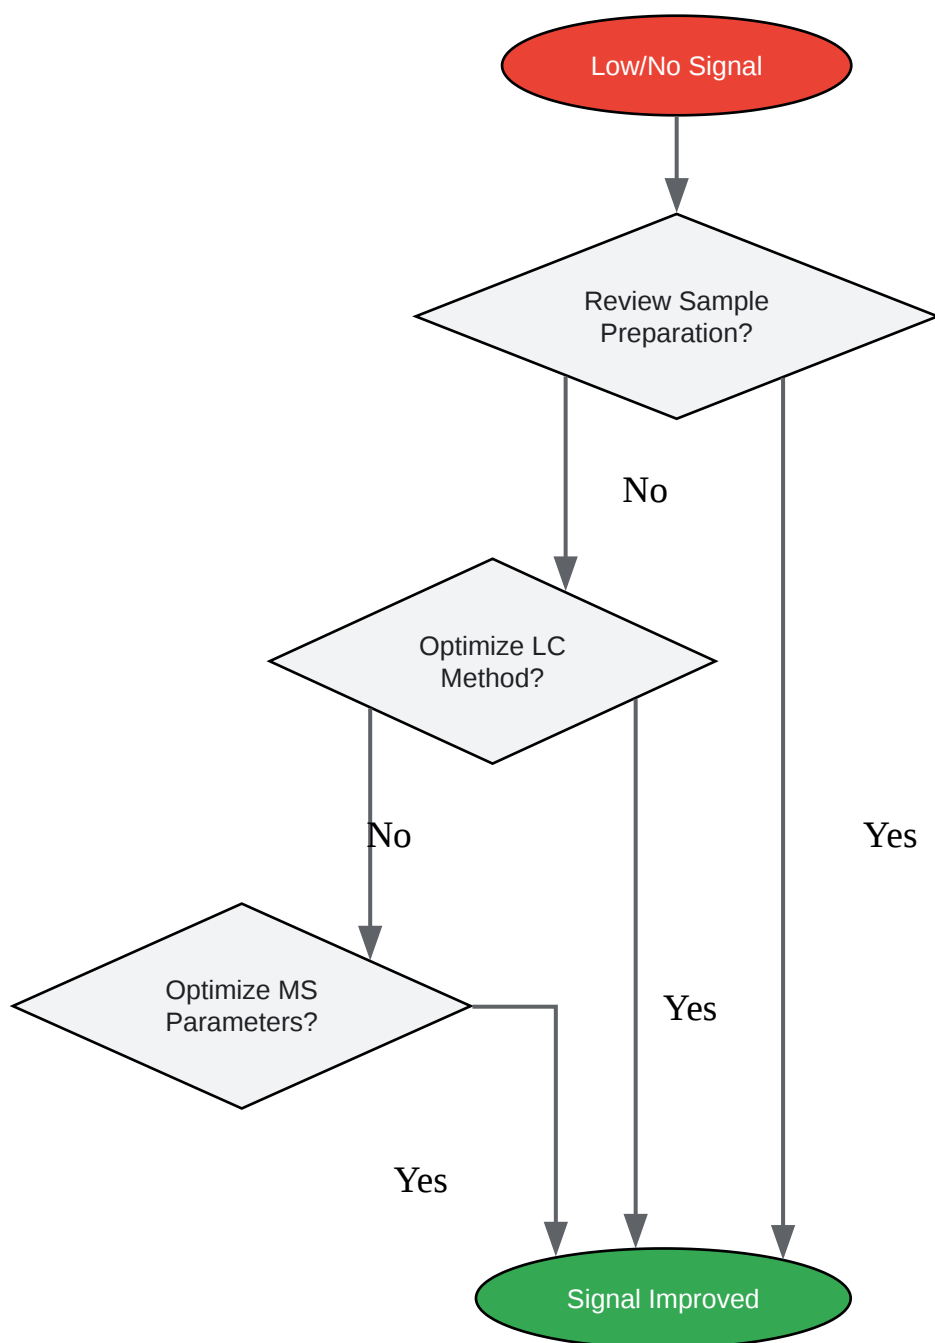 Low/No Signal
Review Sample
Preparation?
No
Optimize LC
Method?
No
Yes
Optimize MS
Parameters?
Yes
Yes
Signal Improved